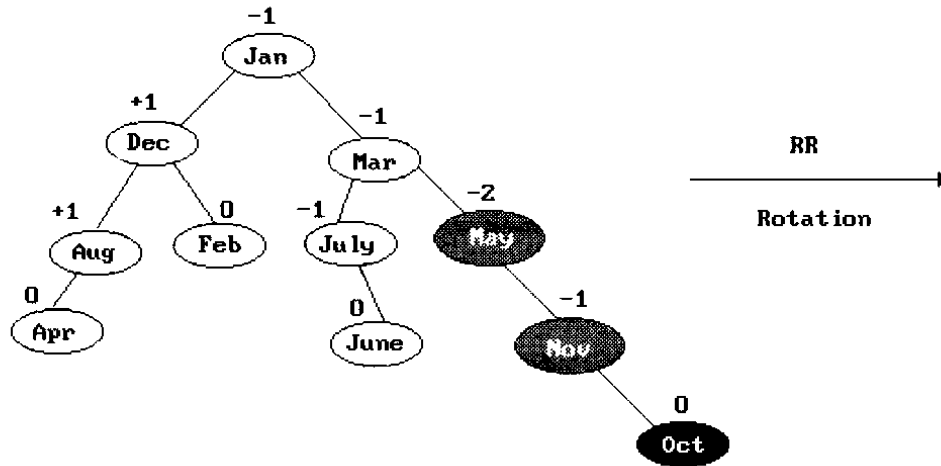 -1
Jan
+1
Dec
-1
Mar
RR
Rotation
+1
Aug
0
Feb
-1
July
-2
May
0
Apr
0
June
-1
Nov
0
Oct